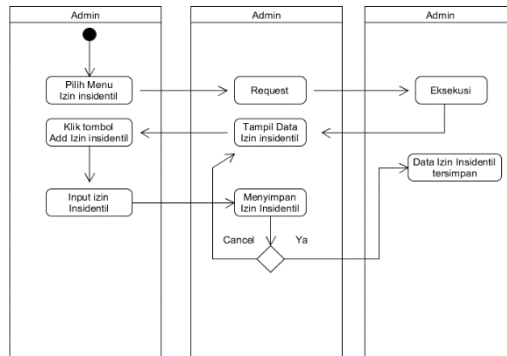 Admin
Admin
Admin
Pilih Menu
Izin insidentil
Request
Eksekusi
Klik tombol
Add Izin insidentil
Tampil Data
Izin insidentil
Data Izin Insidentil
tersimpan
Input izin
Insidentil
Menyimpan
Izin Insidentil
Cancel
Ya